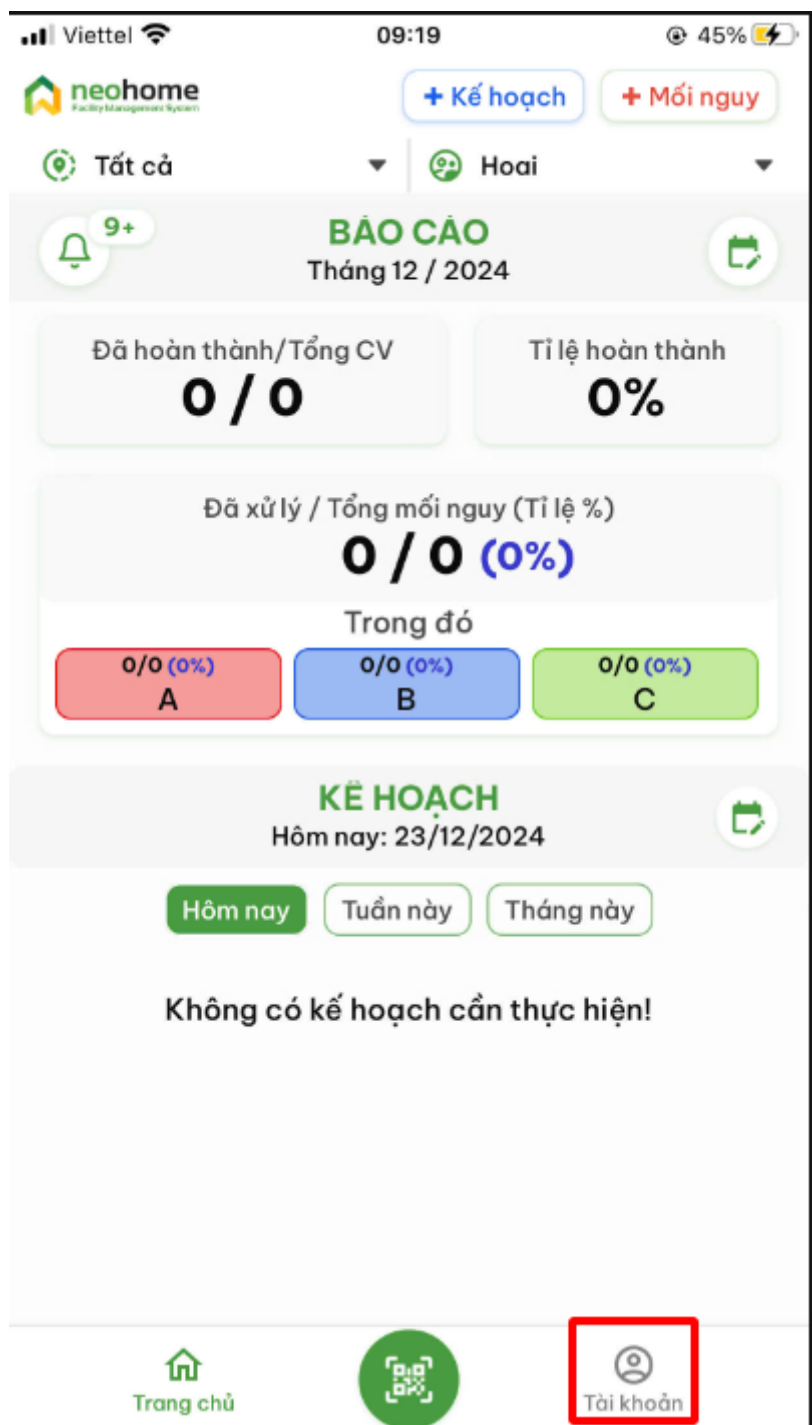 Viettel 09:19 45%
neohome + Kế hoạch + Mối nguy
Facility Management System
Tất cả Hoai
9+
BÁO CÁO
Tháng 12 / 2024
Đã hoàn thành/Tổng CV Tỉ lệ hoàn thành
0 / 0 0%
Đã xử lý / Tổng mối nguy (Tỉ lệ %)
0 / 0 (0%)
Trong đó
0/0 (0%) 0/0 (0%) 0/0 (0%)
A B C
KẾ HOẠCH
Hôm nay: 23/12/2024
Hôm nay Tuần này Tháng này
Không có kế hoạch cần thực hiện!
Trang chủ Tài khoản